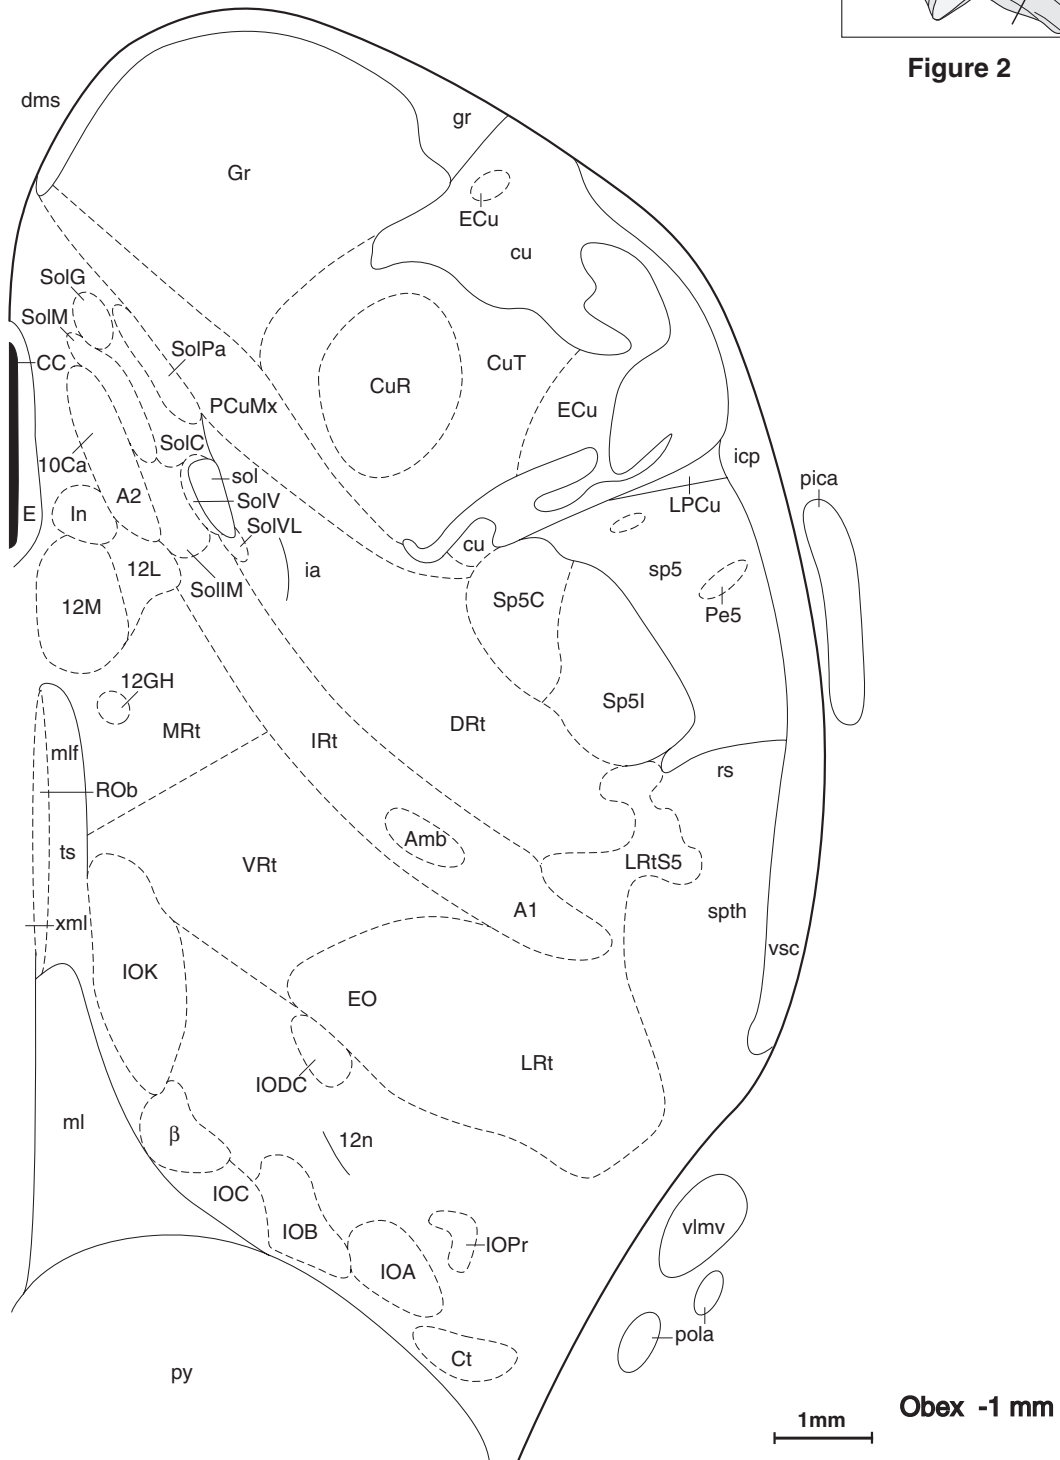 Figure 2
dms
gr
Gr
ECu
cu
SolG
SolM
SolPa
CC
CuT
CuR
PCuMx
ECu
SolC
icp
10Ca
sol
pica
A2
SolV
LPCu
E
In
SolVL
cu
12L
ia
sp5
SolIM
Sp5C
12M
Pe5
12GH
Sp5I
MRt
DRt
IRt
mlf
rs
ROb
Amb
ts
VRt
LRtS5
A1
spth
xml
vsc
IOK
EO
LRt
IODC
ml
β
12n
IOC
vlmv
IOB
IOPr
IOA
pola
Ct
py
Obex -1 mm
1mm